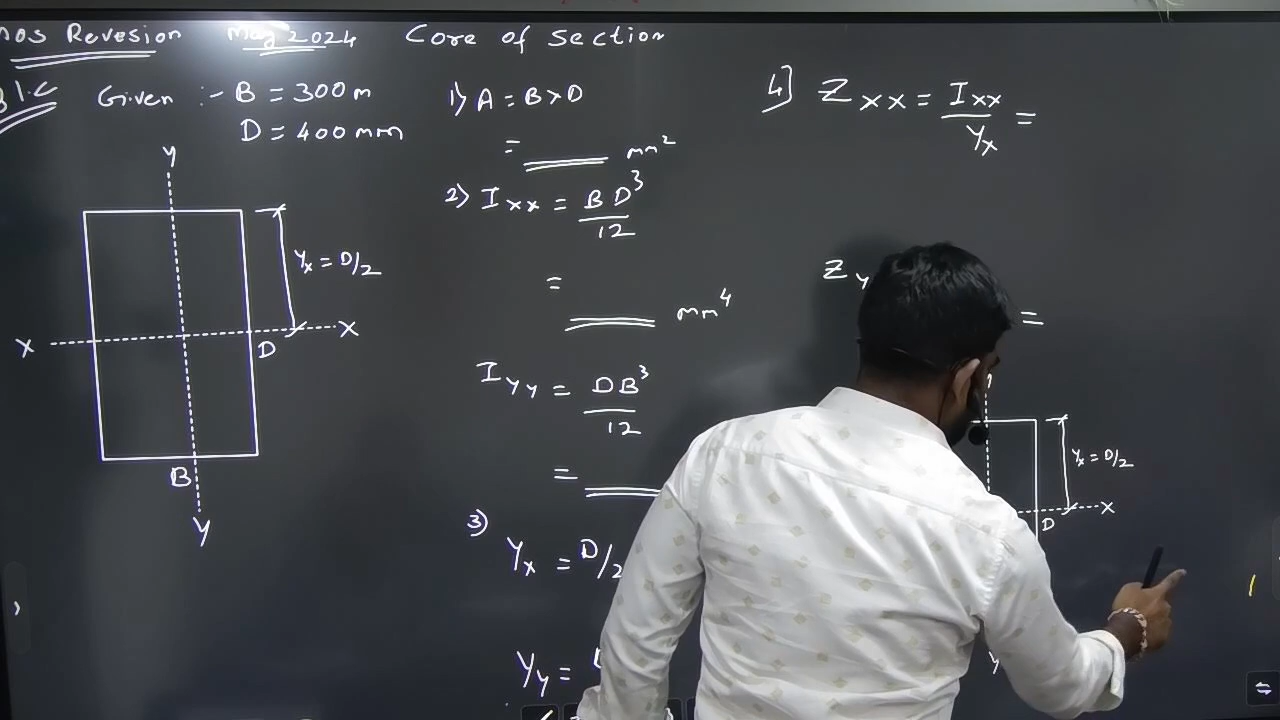 MOS Revesion May 2024 Core of section
Q1.c Given :- B = 300 m
D = 400 mm
Y
Yx = D/2
X X
D
B
Y
1) A = B×D
= mm²
2) Ixx = BD³/12
= mm⁴
Iyy = DB³/12
=
3)
Yx = D/2
Yy =
4] Zxx = Ixx/Yx =
Zy =
Yx = D/2
X
D
Y